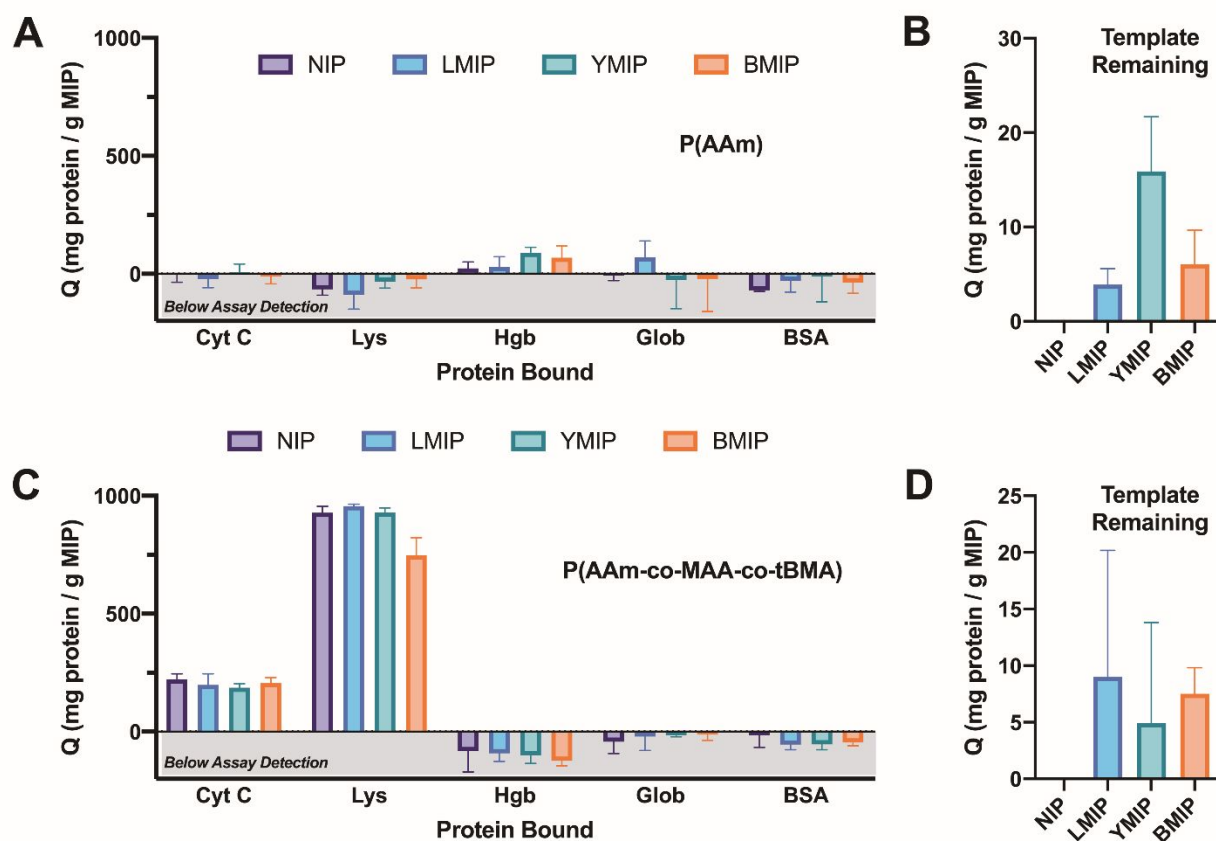 A
Q (mg protein / g MIP)
1000
500
0
NIP LMIP YMIP BMIP
P(AAm)
Below Assay Detection
Cyt C Lys Hgb Glob BSA
Protein Bound
B
Q (mg protein / g MIP)
30
20
10
0
Template
Remaining
NIP LMIP YMIP BMIP
NIP LMIP YMIP BMIP
C
Q (mg protein / g MIP)
1000
500
0
P(AAm-co-MAA-co-tBMA)
Below Assay Detection
Cyt C Lys Hgb Glob BSA
Protein Bound
D
Q (mg protein / g MIP)
25
20
15
10
5
0
Template
Remaining
NIP LMIP YMIP BMIP